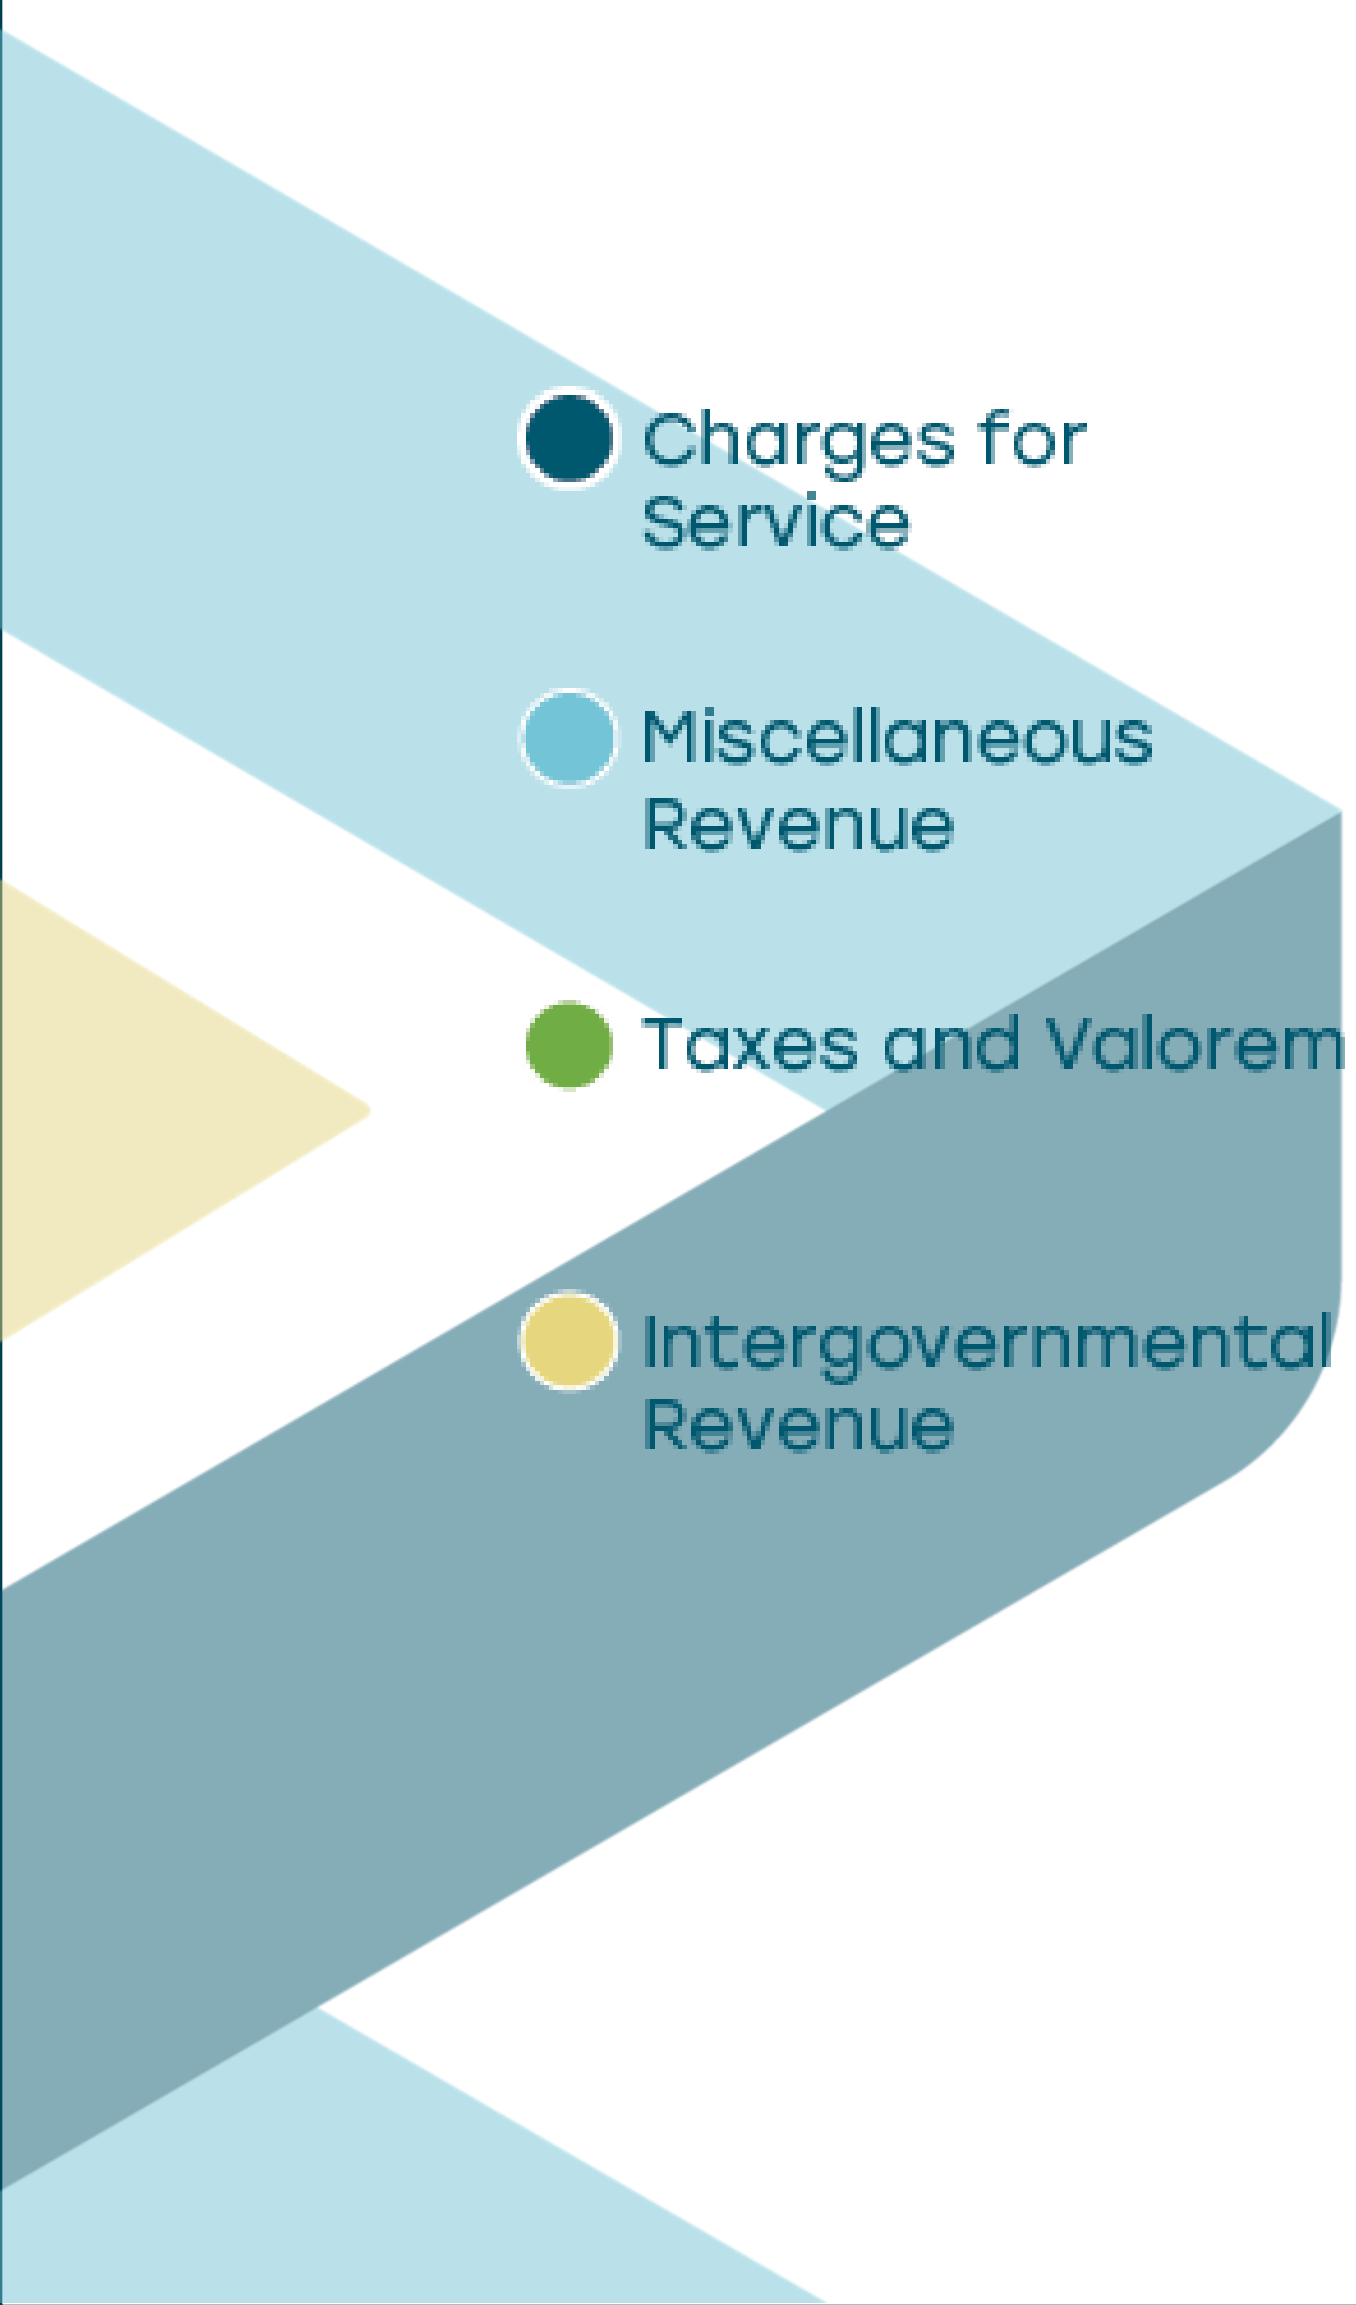 Charges for
Service
Miscellaneous
Revenue
Taxes and Valorem
Intergovernmental
Revenue